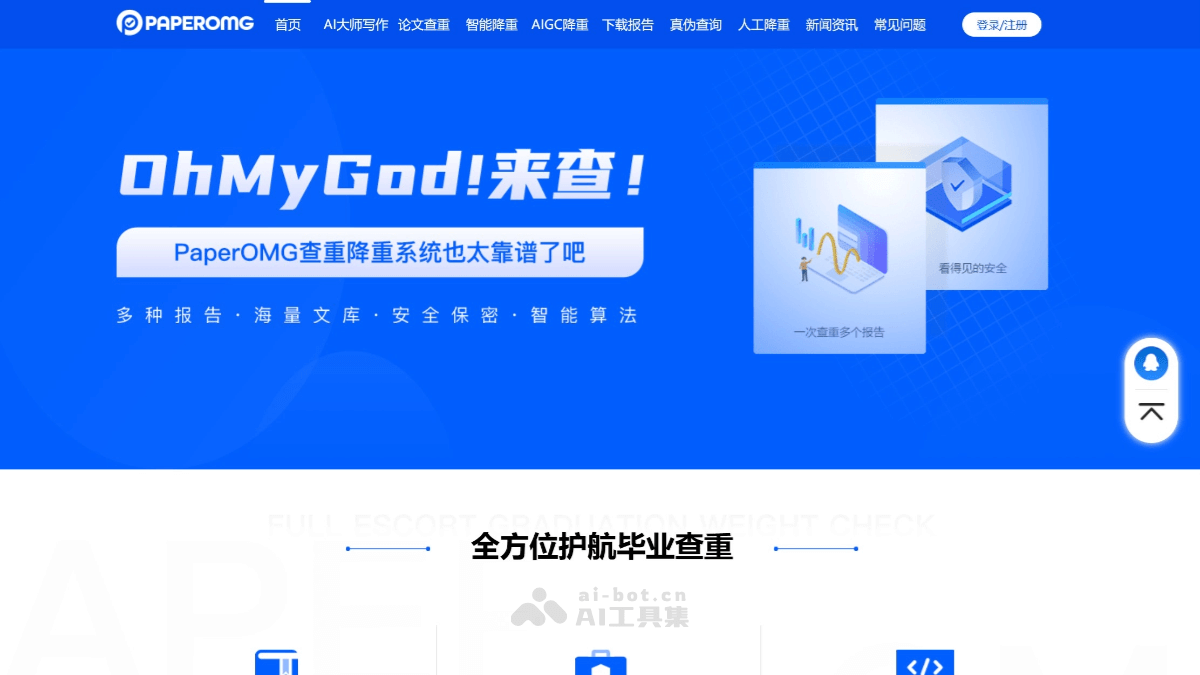 PAPEROMG 首页 AI大师写作 论文查重 智能降重 AIGC降重 下载报告 真伪查询 人工降重 新闻资讯 常见问题 登录/注册
OhMyGod!来查!
PaperOMG查重降重系统也太靠谱了吧
多种报告·海量文库·安全保密·智能算法
看得见的安全
一次查重多个报告
FULL ESCORT GRADUATION WEIGHT CHECK
全方位护航毕业查重
ai-bot.cn
AI工具集